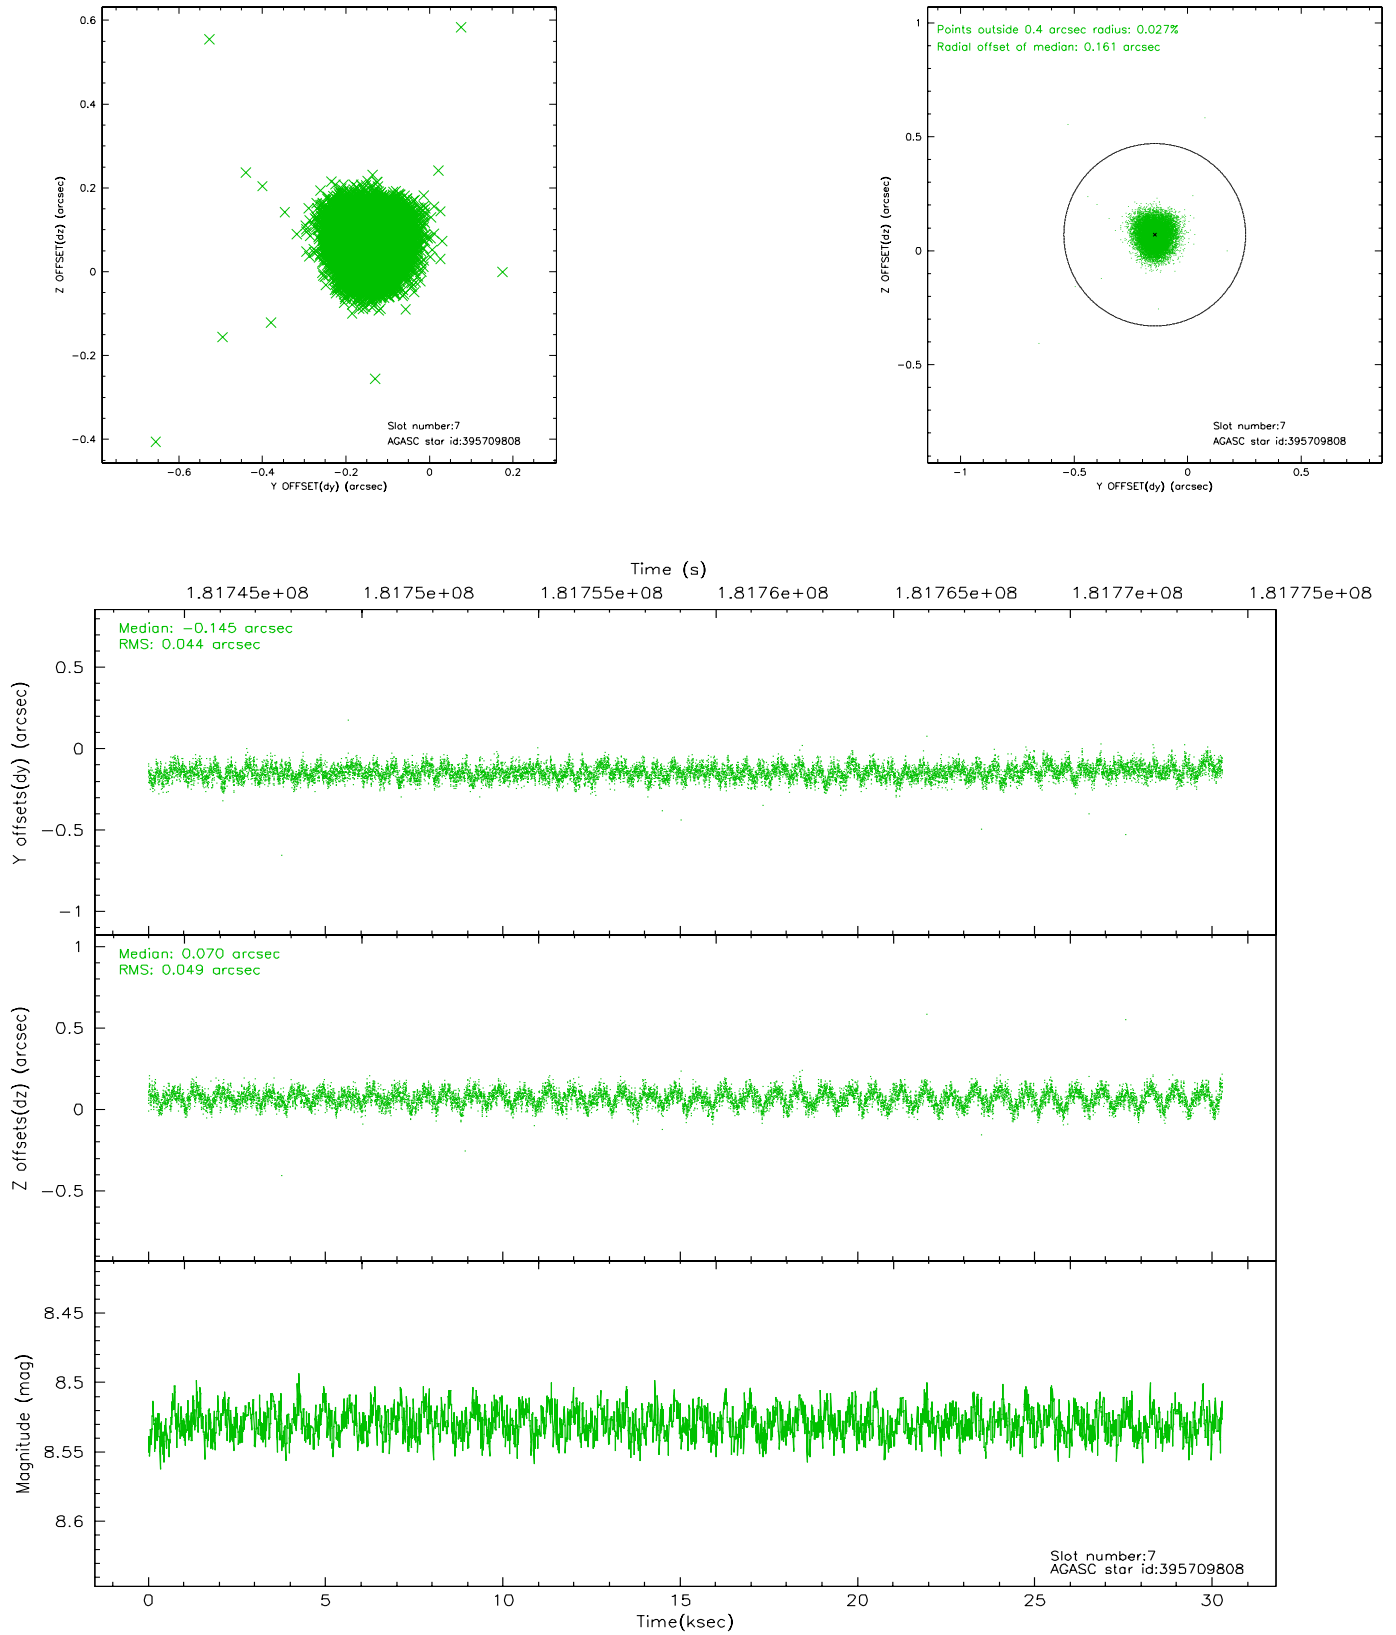 0.6
0.4
0.2
0
−0.2
−0.4
Z OFFSET(dz) (arcsec)
Slot number:7
AGASC star id:395709808
−0.6 −0.4 −0.2 0 0.2
Y OFFSET(dy) (arcsec)
Points outside 0.4 arcsec radius: 0.027%
Radial offset of median: 0.161 arcsec
1
0.5
0
−0.5
Z OFFSET(dz) (arcsec)
Slot number:7
AGASC star id:395709808
−1 −0.5 0 0.5
Y OFFSET(dy) (arcsec)
Time (s)
1.81745e+08 1.8175e+08 1.81755e+08 1.8176e+08 1.81765e+08 1.8177e+08 1.81775e+08
Median: −0.145 arcsec
RMS: 0.044 arcsec
0.5
0
−0.5
−1
Y offsets(dy) (arcsec)
Median: 0.070 arcsec
RMS: 0.049 arcsec
1
0.5
0
−0.5
Z offsets(dz) (arcsec)
8.45
8.5
8.55
8.6
Magnitude (mag)
Slot number:7
AGASC star id:395709808
0 5 10 15 20 25 30
Time(ksec)